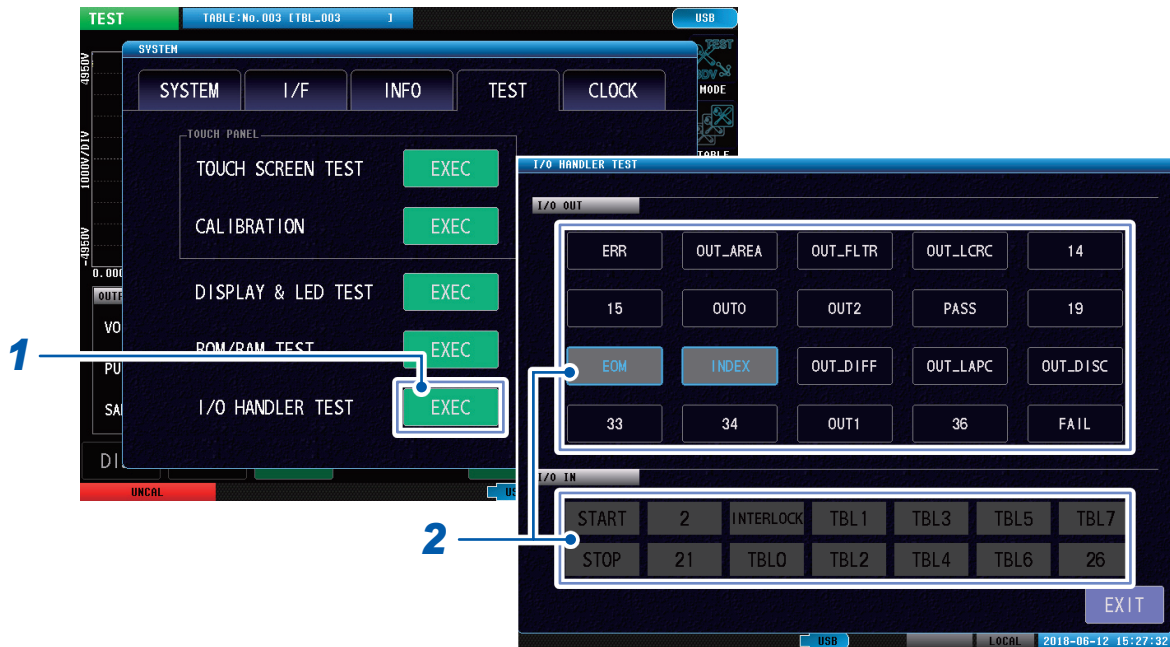 TEST TABLE:No.003 [TBL_003 ] USB
SYSTEM
TEST
MODE
SYSTEM I/F INFO TEST CLOCK
4950V
1000V/DIV
-4950V
TOUCH PANEL
TOUCH SCREEN TEST EXEC
CALIBRATION EXEC
DISPLAY & LED TEST EXEC
ROM/RAM TEST EXEC
I/O HANDLER TEST EXEC
UNCAL
1
2
I/O HANDLER TEST
I/O OUT
ERR OUT_AREA OUT_FLTR OUT_LCRC 14
15 OUT0 OUT2 PASS 19
EOM INDEX OUT_DIFF OUT_LAPC OUT_DISC
33 34 OUT1 36 FAIL
I/O IN
START 2 INTERLOCK TBL1 TBL3 TBL5 TBL7
STOP 21 TBL0 TBL2 TBL4 TBL6 26
EXIT
USB LOCAL 2018-06-12 15:27:32